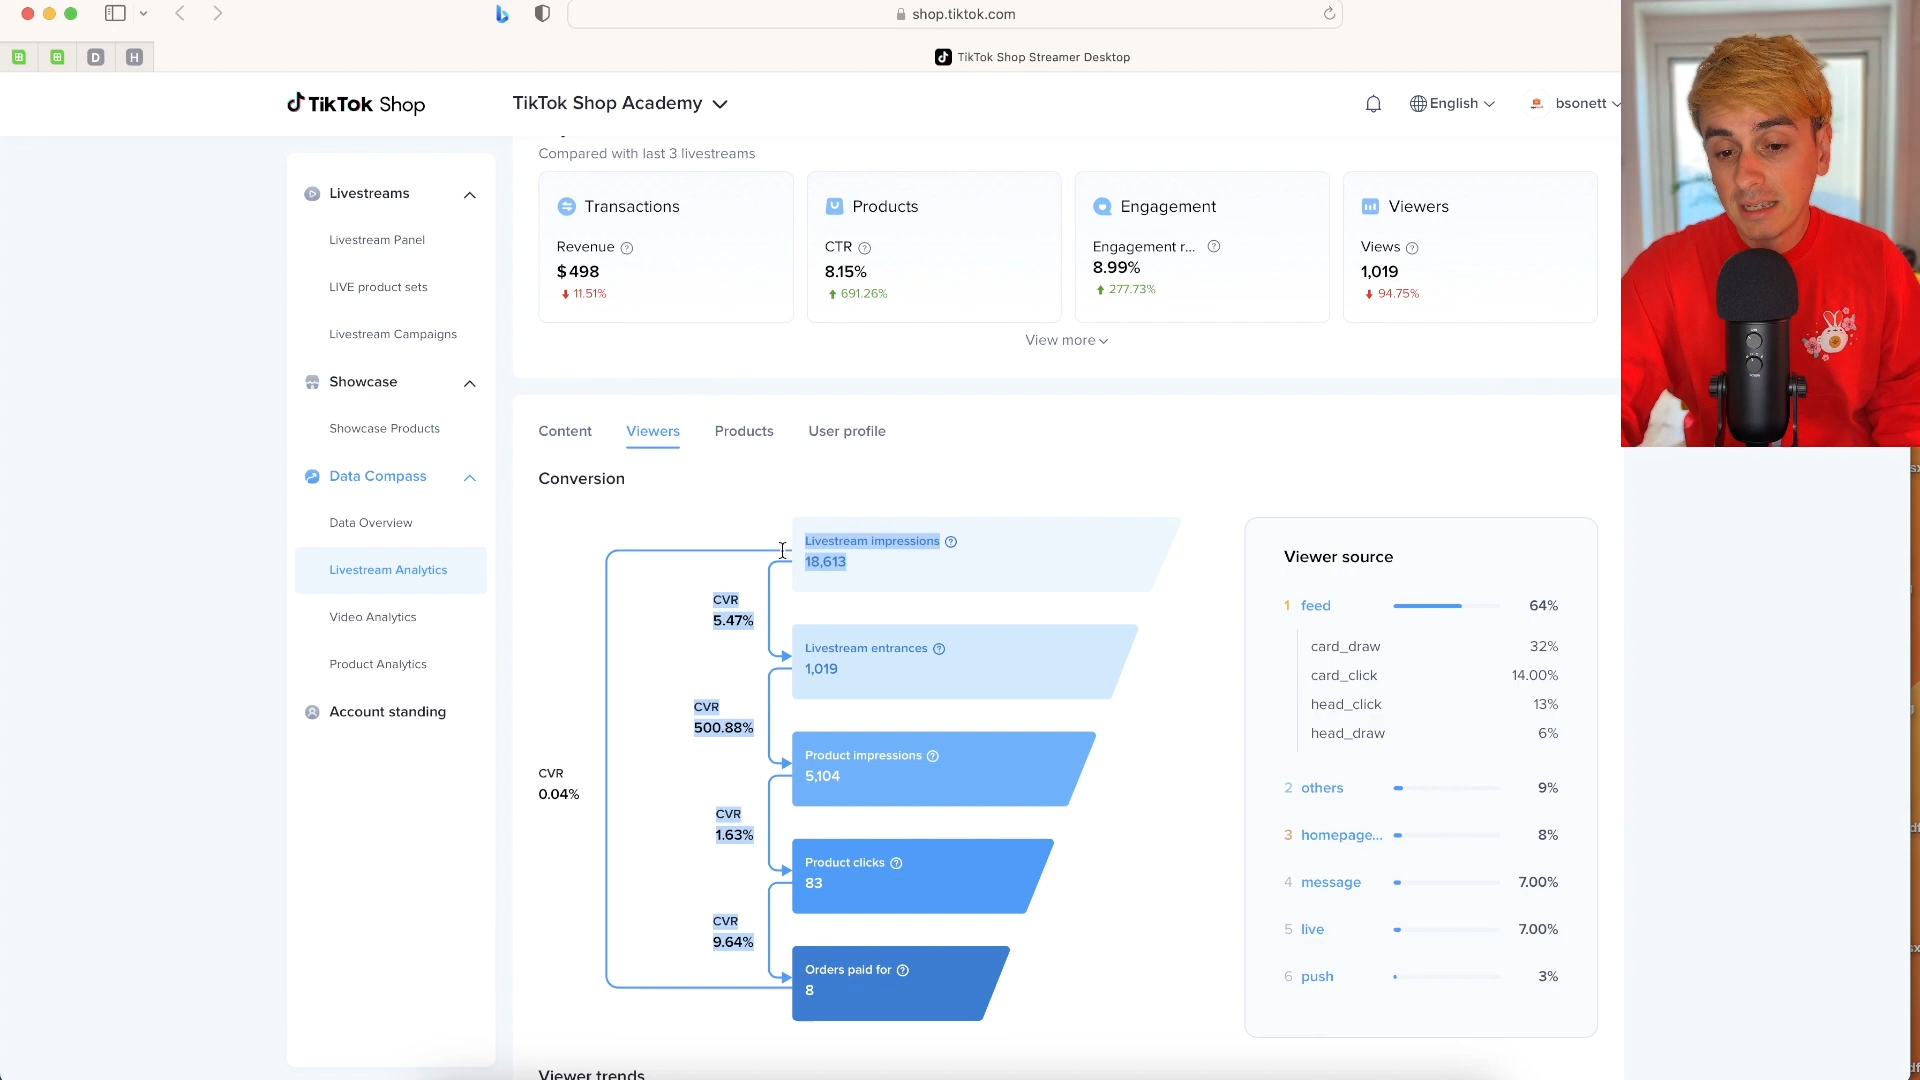 shop.tiktok.com
D
H
TikTok Shop Streamer Desktop
TikTok Shop
TikTok Shop Academy
English
bsonett
Livestreams
Livestream Panel
LIVE product sets
Livestream Campaigns
Showcase
Showcase Products
Data Compass
Data Overview
Livestream Analytics
Video Analytics
Product Analytics
Account standing
Compared with last 3 livestreams
Transactions
Revenue
$498
11.51%
Products
CTR
8.15%
691.26%
Engagement
Engagement r...
8.99%
277.73%
Viewers
Views
1,019
94.75%
View more
Content
Viewers
Products
User profile
Conversion
CVR
0.04%
CVR
5.47%
CVR
500.88%
CVR
1.63%
CVR
9.64%
Livestream impressions
18,613
Livestream entrances
1,019
Product impressions
5,104
Product clicks
83
Orders paid for
8
Viewer source
1 feed 64%
card_draw 32%
card_click 14.00%
head_click 13%
head_draw 6%
2 others 9%
3 homepage... 8%
4 message 7.00%
5 live 7.00%
6 push 3%
Viewer trends